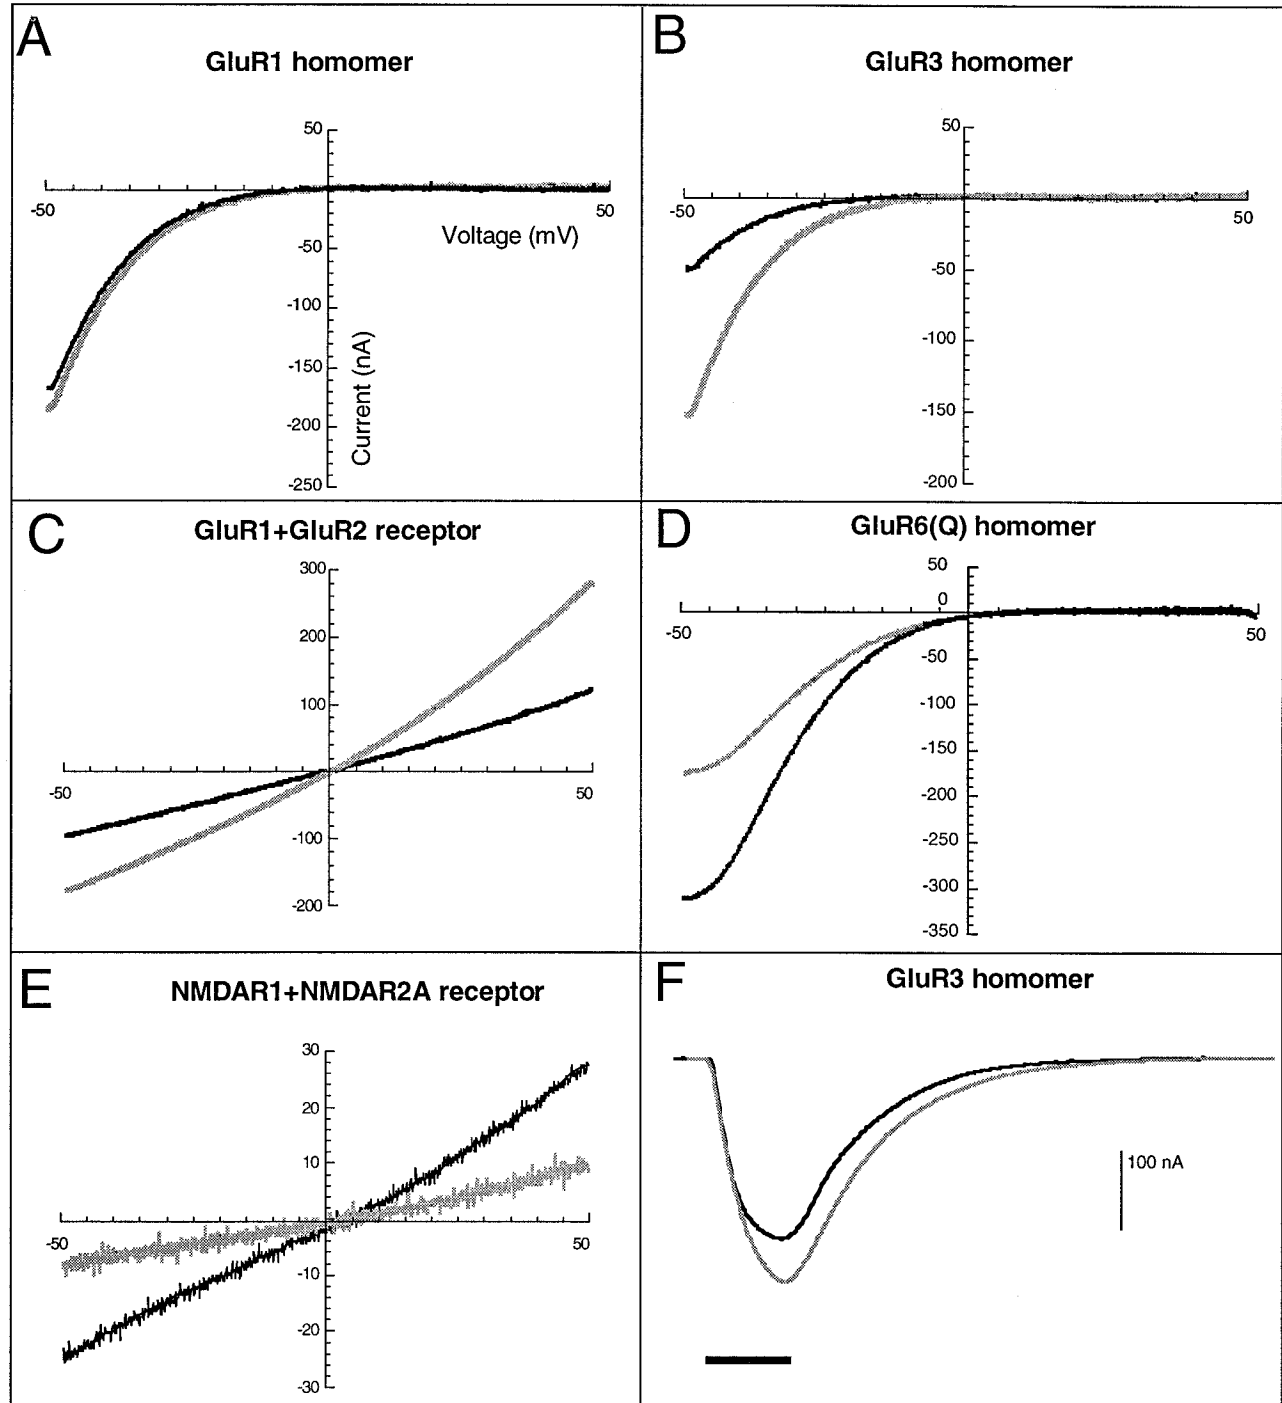 A
GluR1 homomer
50
-50
50
-50
Voltage (mV)
-100
-150
-200
-250
Current (nA)
B
GluR3 homomer
50
-50
50
-50
-100
-150
-200
C
GluR1+GluR2 receptor
300
200
100
-50
50
-100
-200
D
GluR6(Q) homomer
50
0
-50
50
-50
-100
-150
-200
-250
-300
-350
E
NMDAR1+NMDAR2A receptor
30
20
10
-50
50
-10
-20
-30
F
GluR3 homomer
100 nA